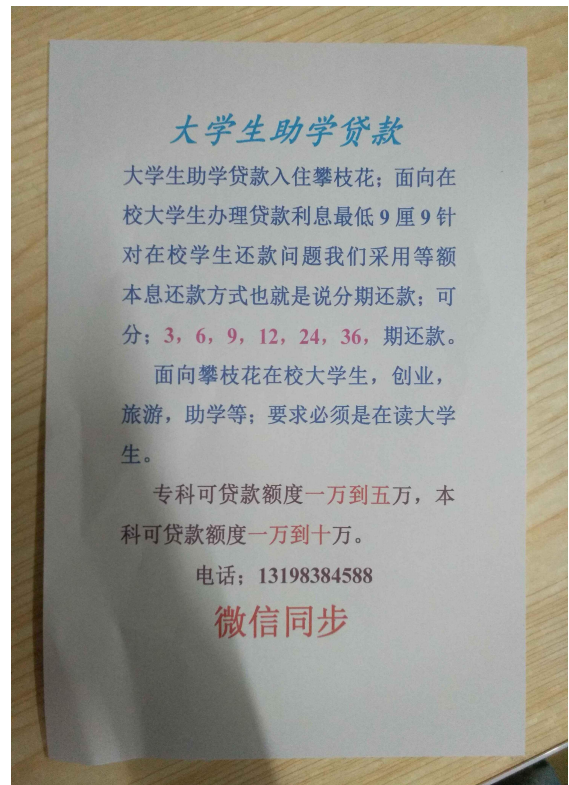 大学生助学贷款
大学生助学贷款入住攀枝花；面向在
校大学生办理贷款利息最低 9 厘 9 针
对在校学生还款问题我们采用等额
本息还款方式也就是说分期还款；可
分；3，6，9，12，24，36，期还款。
面向攀枝花在校大学生，创业，
旅游，助学等；要求必须是在读大学
生。
专科可贷款额度一万到五万，本
科可贷款额度一万到十万。
电话；13198384588
微信同步